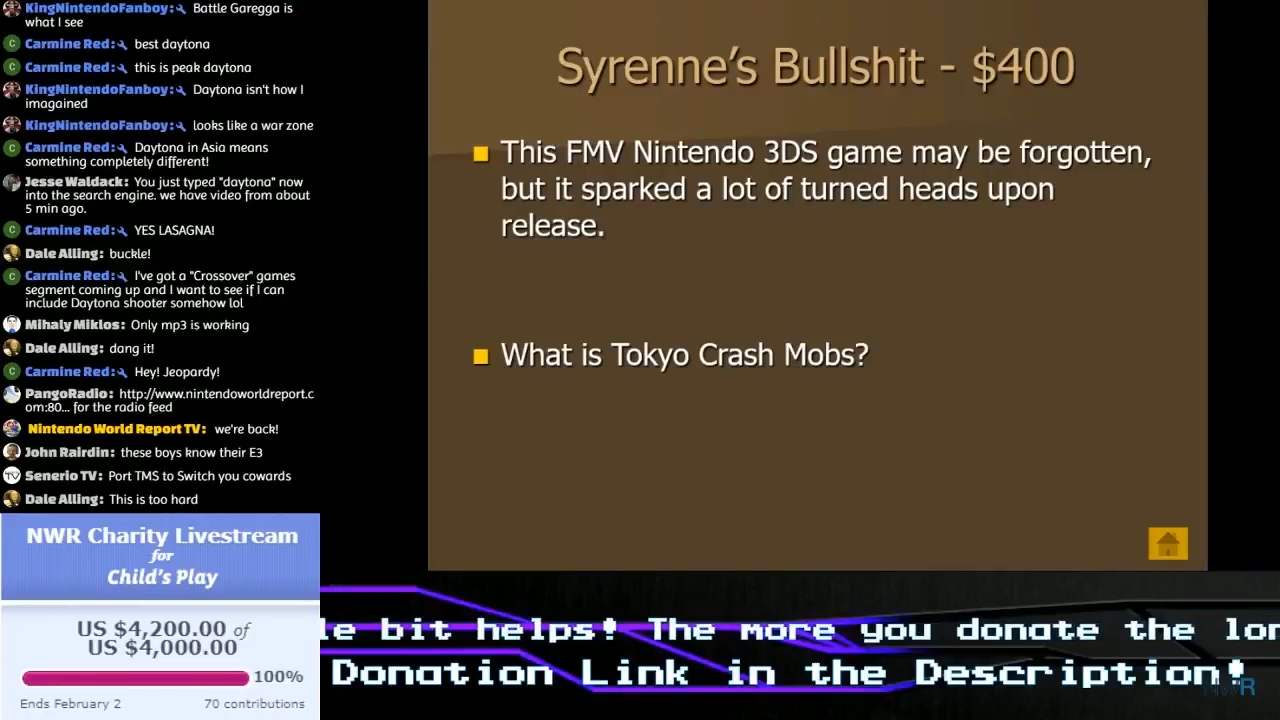 KingNintendoFanboy: Battle Garegga is
what I see
C Carmine Red: best daytona
C Carmine Red: this is peak daytona
KingNintendoFanboy: Daytona isn't how I
imagained
KingNintendoFanboy: looks like a war zone
C Carmine Red: Daytona in Asia means
something completely different!
Jesse Waldack: You just typed "daytona" now
into the search engine. we have video from about
5 min ago.
C Carmine Red: YES LASAGNA!
Dale Alling: buckle!
C Carmine Red: I've got a "Crossover" games
segment coming up and I want to see if I can
include Daytona shooter somehow lol
Mihaly Miklos: Only mp3 is working
Dale Alling: dang it!
C Carmine Red: Hey! Jeopardy!
PangoRadio: http://www.nintendoworldreport.c
om:80... for the radio feed
Nintendo World Report TV: we're back!
John Rairdin: these boys know their E3
TV Senerio TV: Port TMS to Switch you cowards
Dale Alling: This is too hard
NWR Charity Livestream
for
Child's Play
US $4,200.00 of
US $4,000.00
100%
Ends February 2 70 contributions
Syrenne's Bullshit - $400
This FMV Nintendo 3DS game may be forgotten,
but it sparked a lot of turned heads upon
release.
What is Tokyo Crash Mobs?
le bit helps! The more you donate the lon
Donation Link in the Description!
NWR